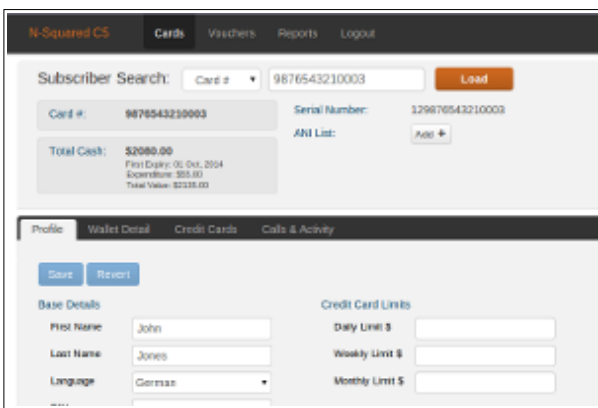 N-Squared C5 Cards Vouchers Reports Logout
Subscriber Search: Card # 9876543210003 Load
Card #: 9876543210003 Serial Number: 129876543210003
ANI List: Add +
Total Cash: $2080.00
First Expiry: 01 Oct, 2014
Expenditure: $55.00
Total Value: $2135.00
Profile Wallet Detail Credit Cards Calls & Activity
Save Revert
Base Details Credit Card Limits
First Name John Daily Limit $
Last Name Jones Weekly Limit $
Language German Monthly Limit $